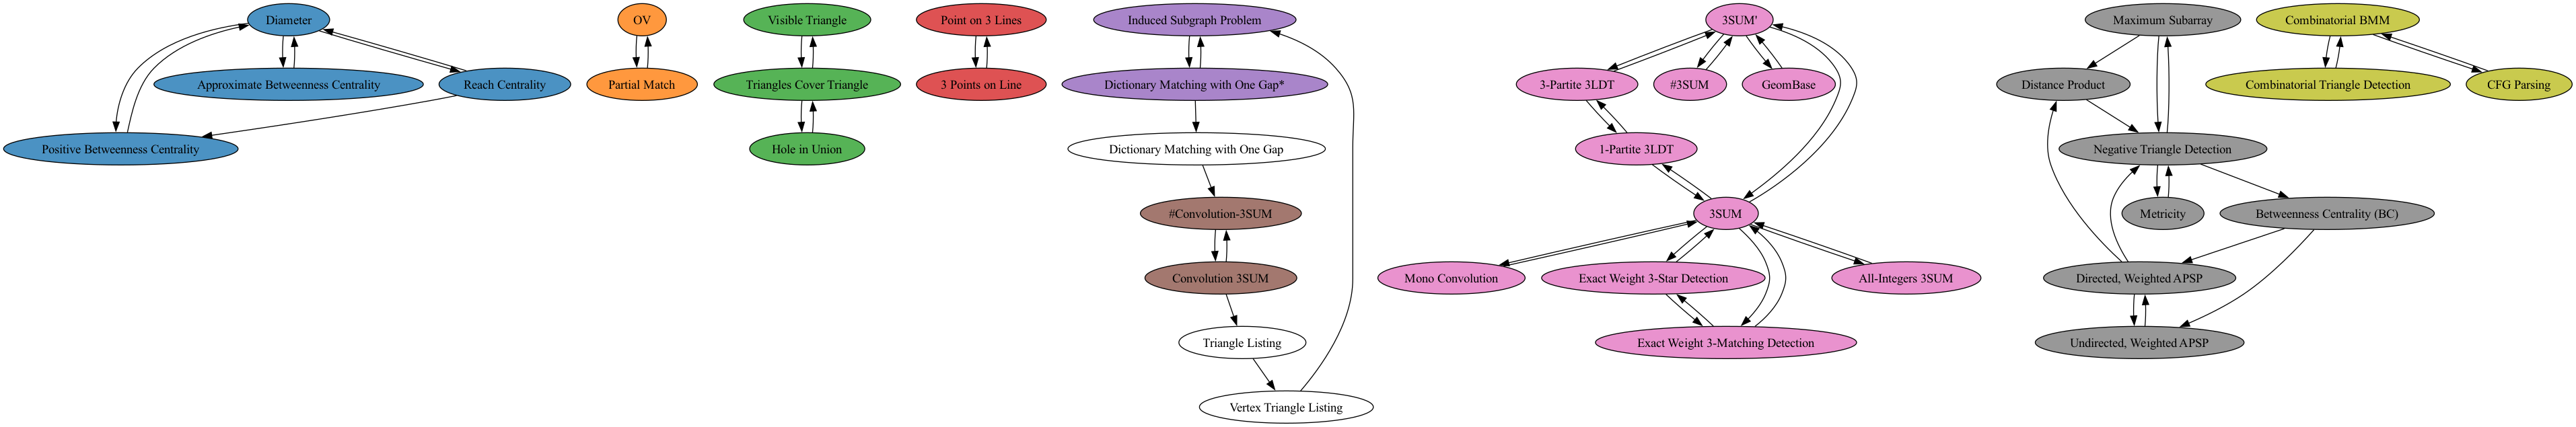 Diameter
OV
Visible Triangle
Point on 3 Lines
Induced Subgraph Problem
3SUM'
Maximum Subarray
Combinatorial BMM
Approximate Betweenness Centrality
Reach Centrality
Partial Match
Triangles Cover Triangle
3 Points on Line
Dictionary Matching with One Gap*
3-Partite 3LDT
#3SUM
GeomBase
Distance Product
Combinatorial Triangle Detection
CFG Parsing
Positive Betweenness Centrality
Hole in Union
Dictionary Matching with One Gap
1-Partite 3LDT
Negative Triangle Detection
#Convolution-3SUM
3SUM
Metricity
Betweenness Centrality (BC)
Convolution 3SUM
Mono Convolution
Exact Weight 3-Star Detection
All-Integers 3SUM
Directed, Weighted APSP
Triangle Listing
Exact Weight 3-Matching Detection
Undirected, Weighted APSP
Vertex Triangle Listing